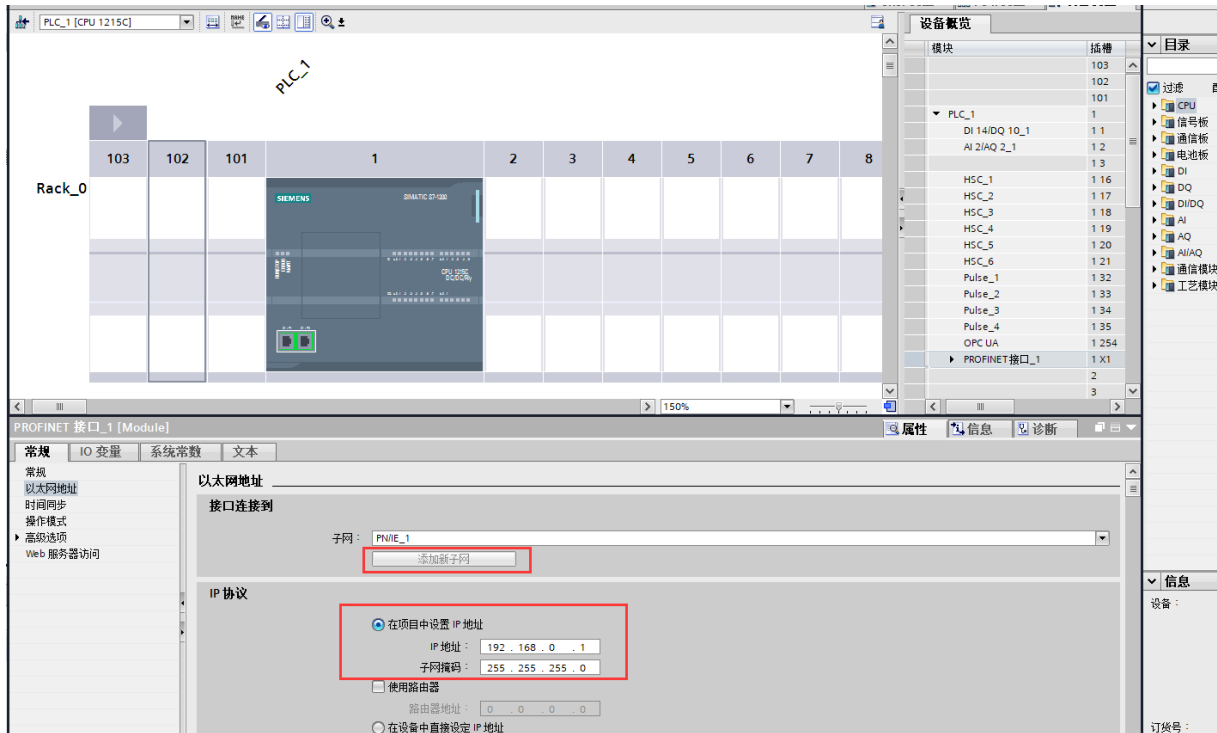 PLC_1 [CPU 1215C]
设备概览
PLC_1
103 102 101 1 2 3 4 5 6 7 8
Rack_0
SIEMENS
SIMATIC S7-1200
CPU 1215C
DC/DC/Rly
150%
模块 插槽
103
102
101
PLC_1 1
DI 14/DQ 10_1 1 1
AI 2/AQ 2_1 1 2
1 3
HSC_1 1 16
HSC_2 1 17
HSC_3 1 18
HSC_4 1 19
HSC_5 1 20
HSC_6 1 21
Pulse_1 1 32
Pulse_2 1 33
Pulse_3 1 34
Pulse_4 1 35
OPC UA 1 254
PROFINET接口_1 1 X1
2
3
目录
过滤
CPU
信号板
通信板
电池板
DI
DQ
DI/DQ
AI
AQ
AI/AQ
通信模块
工艺模块
PROFINET 接口_1 [Module]
属性 信息 诊断
常规 IO 变量 系统常数 文本
常规
以太网地址
时间同步
操作模式
高级选项
Web 服务器访问
以太网地址
接口连接到
子网： PN/IE_1
添加新子网
IP 协议
在项目中设置 IP 地址
IP 地址： 192 . 168 . 0 . 1
子网掩码： 255 . 255 . 255 . 0
使用路由器
路由器地址： 0 . 0 . 0 . 0
在设备中直接设定 IP 地址
信息
设备：
订货号：